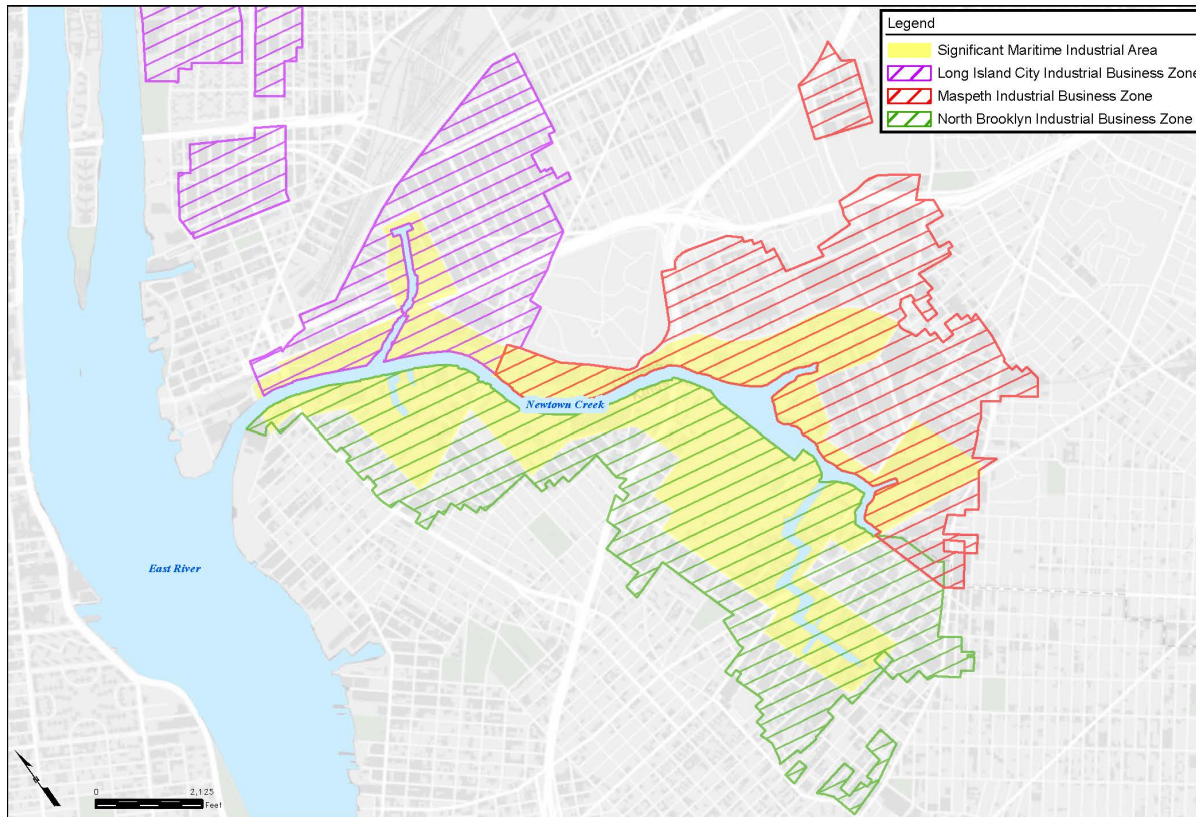 Legend
Significant Maritime Industrial Area
Long Island City Industrial Business Zone
Maspeth Industrial Business Zone
North Brooklyn Industrial Business Zone
Newtown Creek
East River
0 2,125
Feet